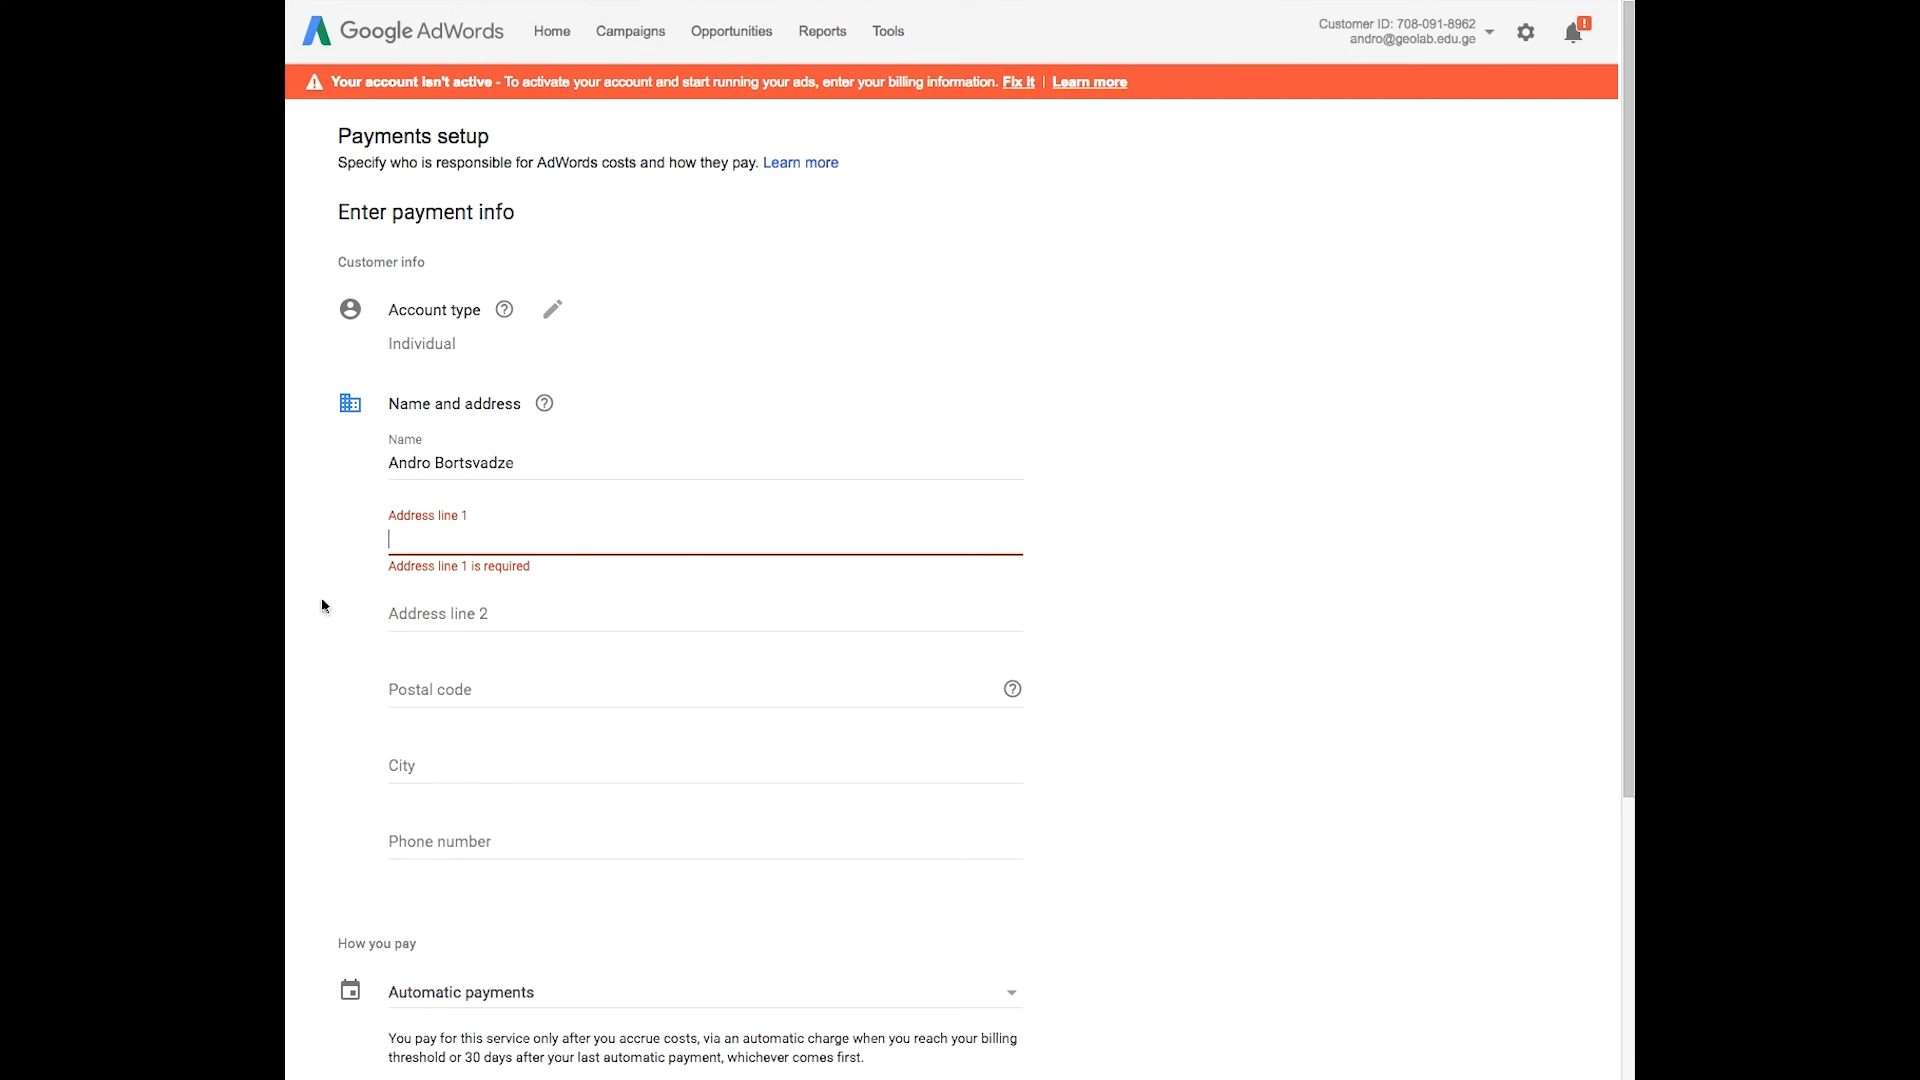 Google AdWords Home Campaigns Opportunities Reports Tools
Customer ID: 708-091-8962
andro@geolab.edu.ge
!
Your account isn't active - To activate your account and start running your ads, enter your billing information. Fix it | Learn more
Payments setup
Specify who is responsible for AdWords costs and how they pay. Learn more
Enter payment info
Customer info
Account type ?
Individual
Name and address ?
Name
Andro Bortsvadze
Address line 1
Address line 1 is required
Address line 2
Postal code ?
City
Phone number
How you pay
Automatic payments
You pay for this service only after you accrue costs, via an automatic charge when you reach your billing
threshold or 30 days after your last automatic payment, whichever comes first.